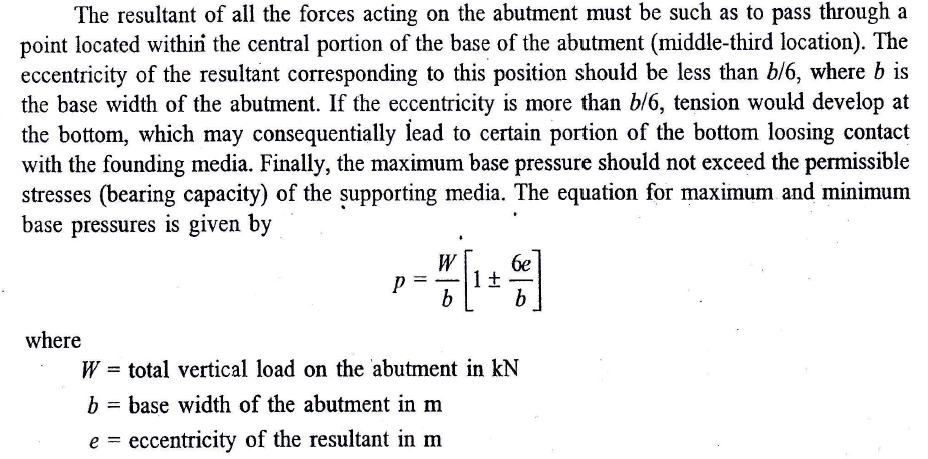 The resultant of all the forces acting on the abutment must be such as to pass through a
point located within the central portion of the base of the abutment (middle-third location). The
eccentricity of the resultant corresponding to this position should be less than b/6, where b is
the base width of the abutment. If the eccentricity is more than b/6, tension would develop at
the bottom, which may consequentially lead to certain portion of the bottom loosing contact
with the founding media. Finally, the maximum base pressure should not exceed the permissible
stresses (bearing capacity) of the supporting media. The equation for maximum and minimum
base pressures is given by
p = W/b [1 ± 6e/b]
where
W = total vertical load on the abutment in kN
b = base width of the abutment in m
e = eccentricity of the resultant in m